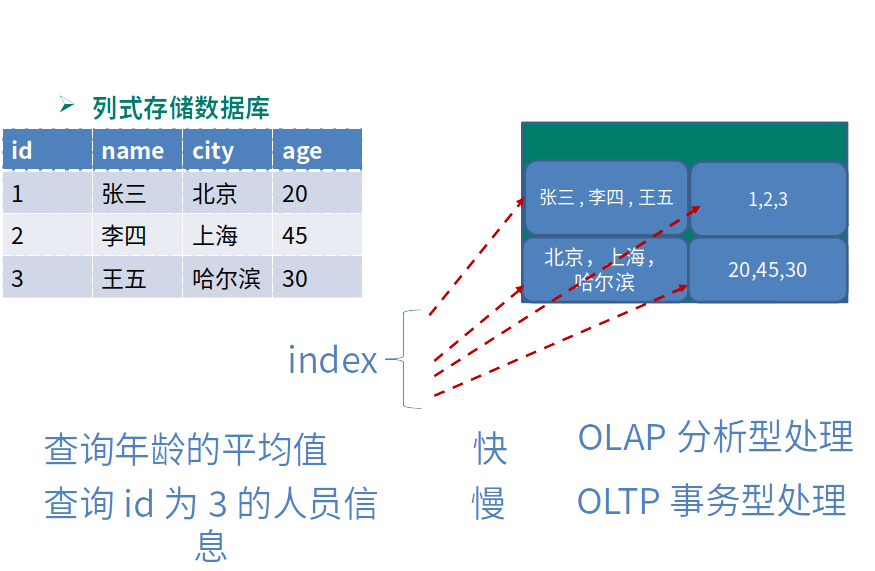 列式存储数据库
id name city age
1 张三 北京 20
2 李四 上海 45
3 王五 哈尔滨 30
张三 , 李四 , 王五
1,2,3
北京， 上海，
哈尔滨
20,45,30
index
查询年龄的平均值 快 OLAP 分析型处理
查询 id 为 3 的人员信 慢 OLTP 事务型处理
息